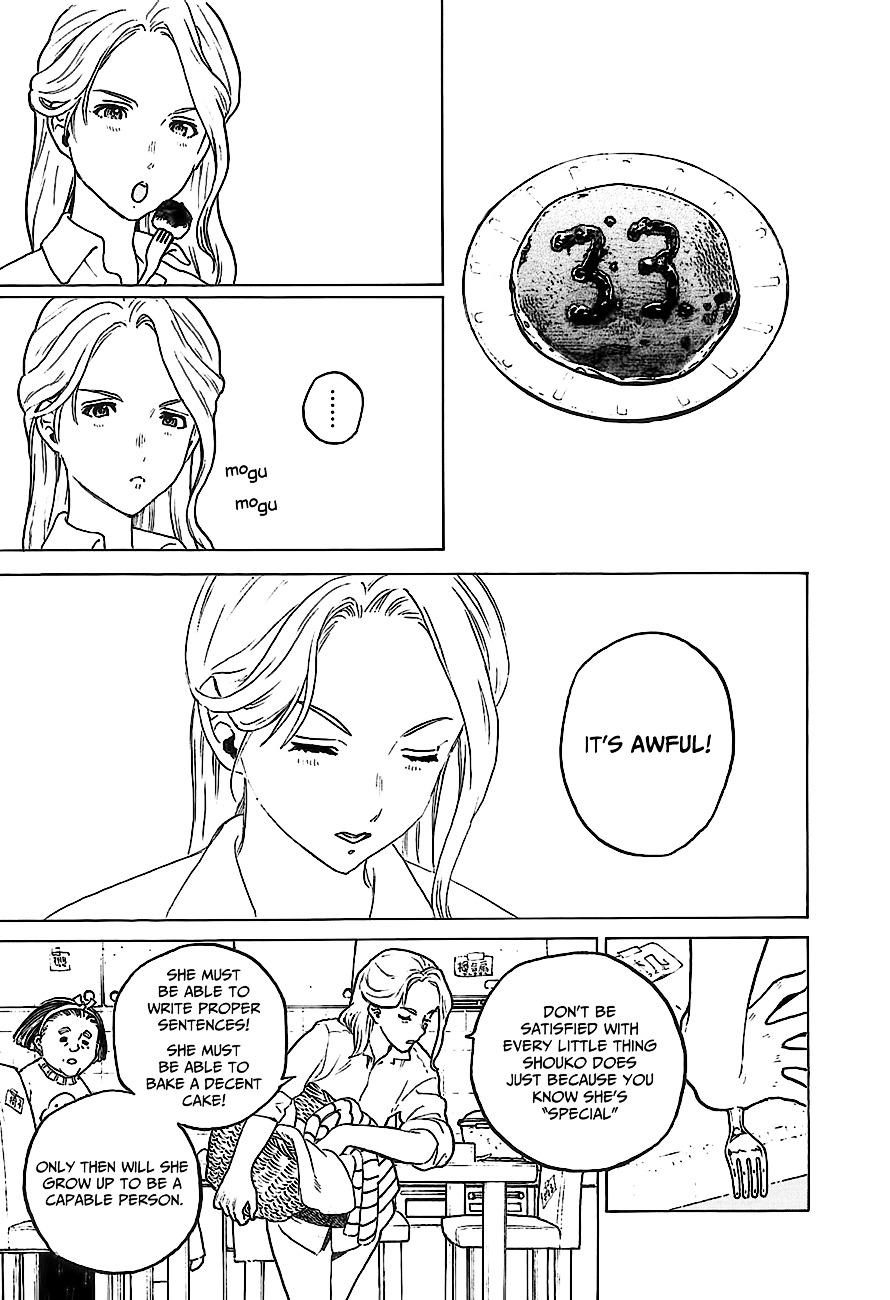 33
......
mogu
mogu
IT'S AWFUL!
DON'T BE
SATISFIED WITH
EVERY LITTLE THING
SHOUKO DOES
JUST BECAUSE YOU
KNOW SHE'S
"SPECIAL"
SHE MUST
BE ABLE TO
WRITE PROPER
SENTENCES!
SHE MUST
BE ABLE TO
BAKE A DECENT
CAKE!
ONLY THEN WILL SHE
GROW UP TO BE A
CAPABLE PERSON.